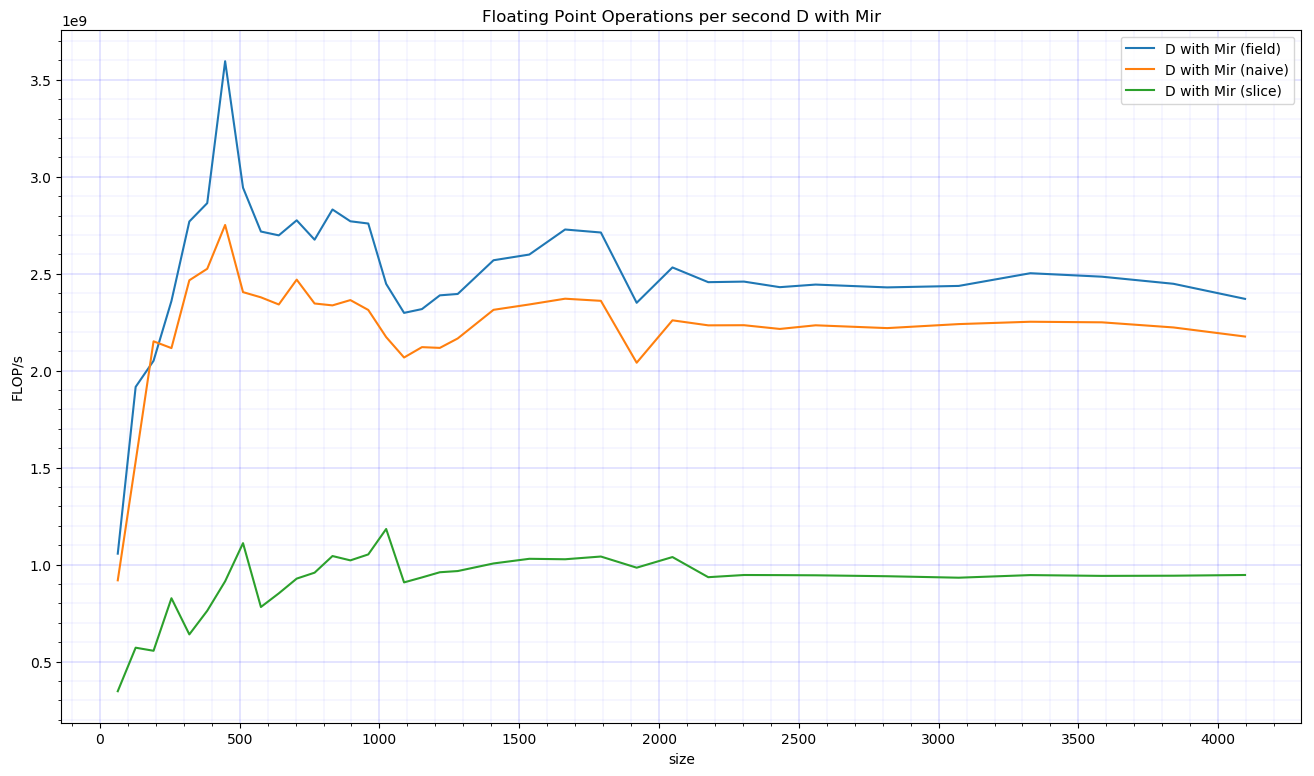 Floating Point Operations per second D with Mir
1e9
D with Mir (field)
D with Mir (naive)
D with Mir (slice)
3.5
3.0
2.5
2.0
1.5
1.0
0.5
FLOP/s
0 500 1000 1500 2000 2500 3000 3500 4000
size